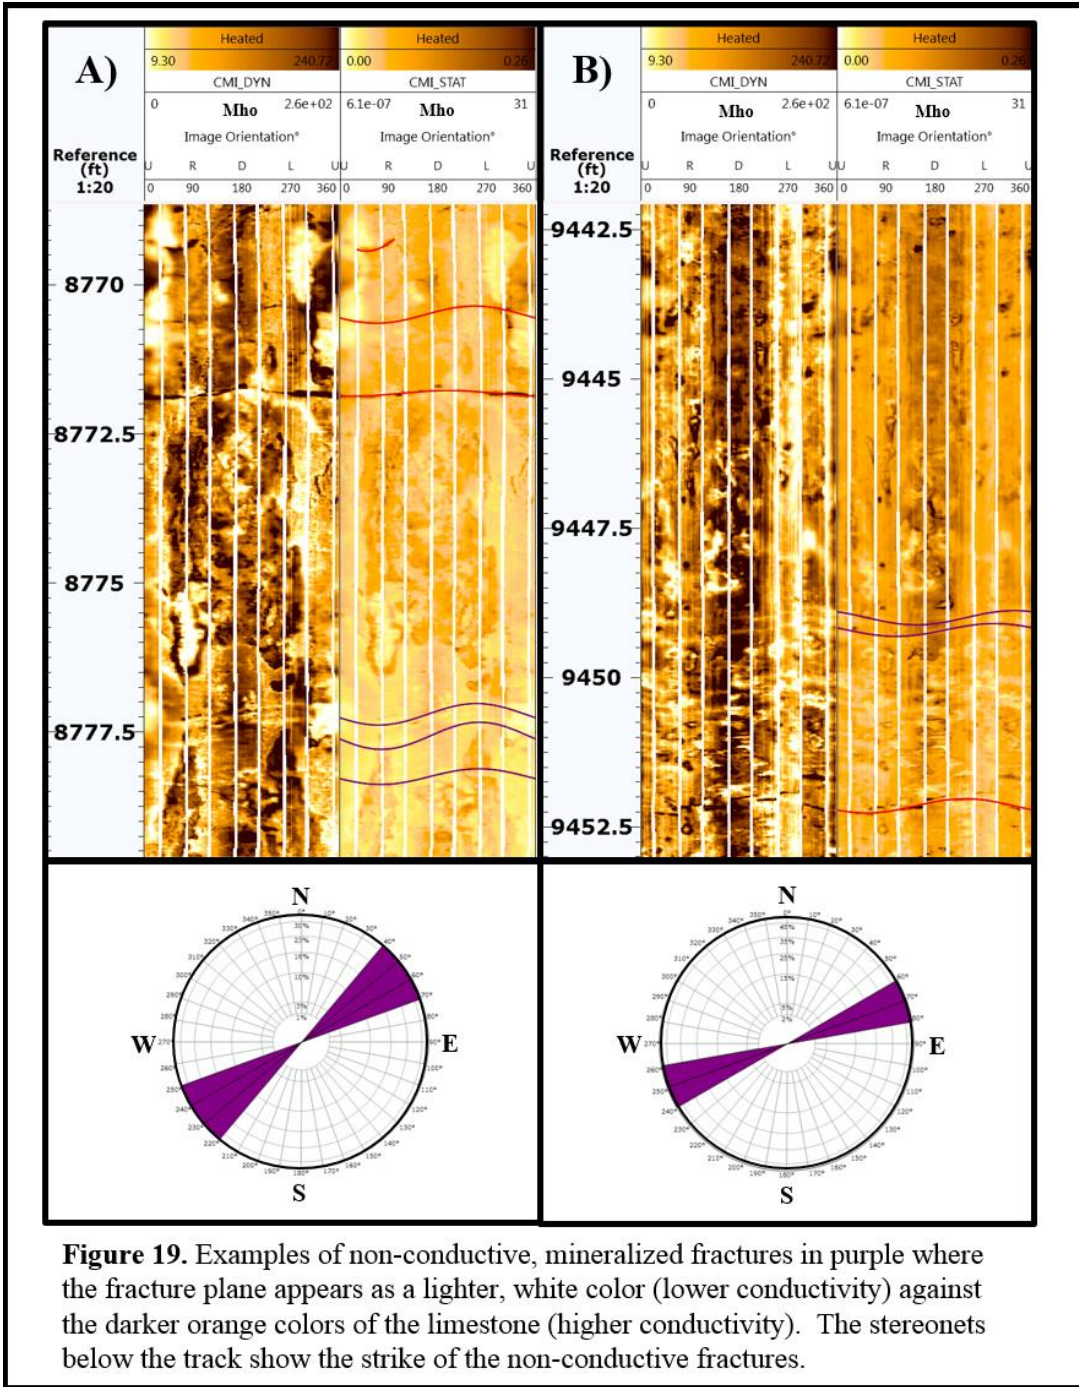 A)
Heated
9.30 240.72
CMI_DYN
0 Mho 2.6e+02
Image Orientation°
U R D L U
0 90 180 270 360
Heated
0.00 0.26
CMI_STAT
6.1e-07 Mho 31
Image Orientation°
U R D L U
0 90 180 270 360
Reference
(ft)
1:20
8770
8772.5
8775
8777.5
B)
Heated
9.30 240.72
CMI_DYN
0 Mho 2.6e+02
Image Orientation°
U R D L U
0 90 180 270 360
Heated
0.00 0.26
CMI_STAT
6.1e-07 Mho 31
Image Orientation°
U R D L U
0 90 180 270 360
Reference
(ft)
1:20
9442.5
9445
9447.5
9450
9452.5
N
W E
S
N
W E
S
Figure 19. Examples of non-conductive, mineralized fractures in purple where
the fracture plane appears as a lighter, white color (lower conductivity) against
the darker orange colors of the limestone (higher conductivity). The stereonets
below the track show the strike of the non-conductive fractures.